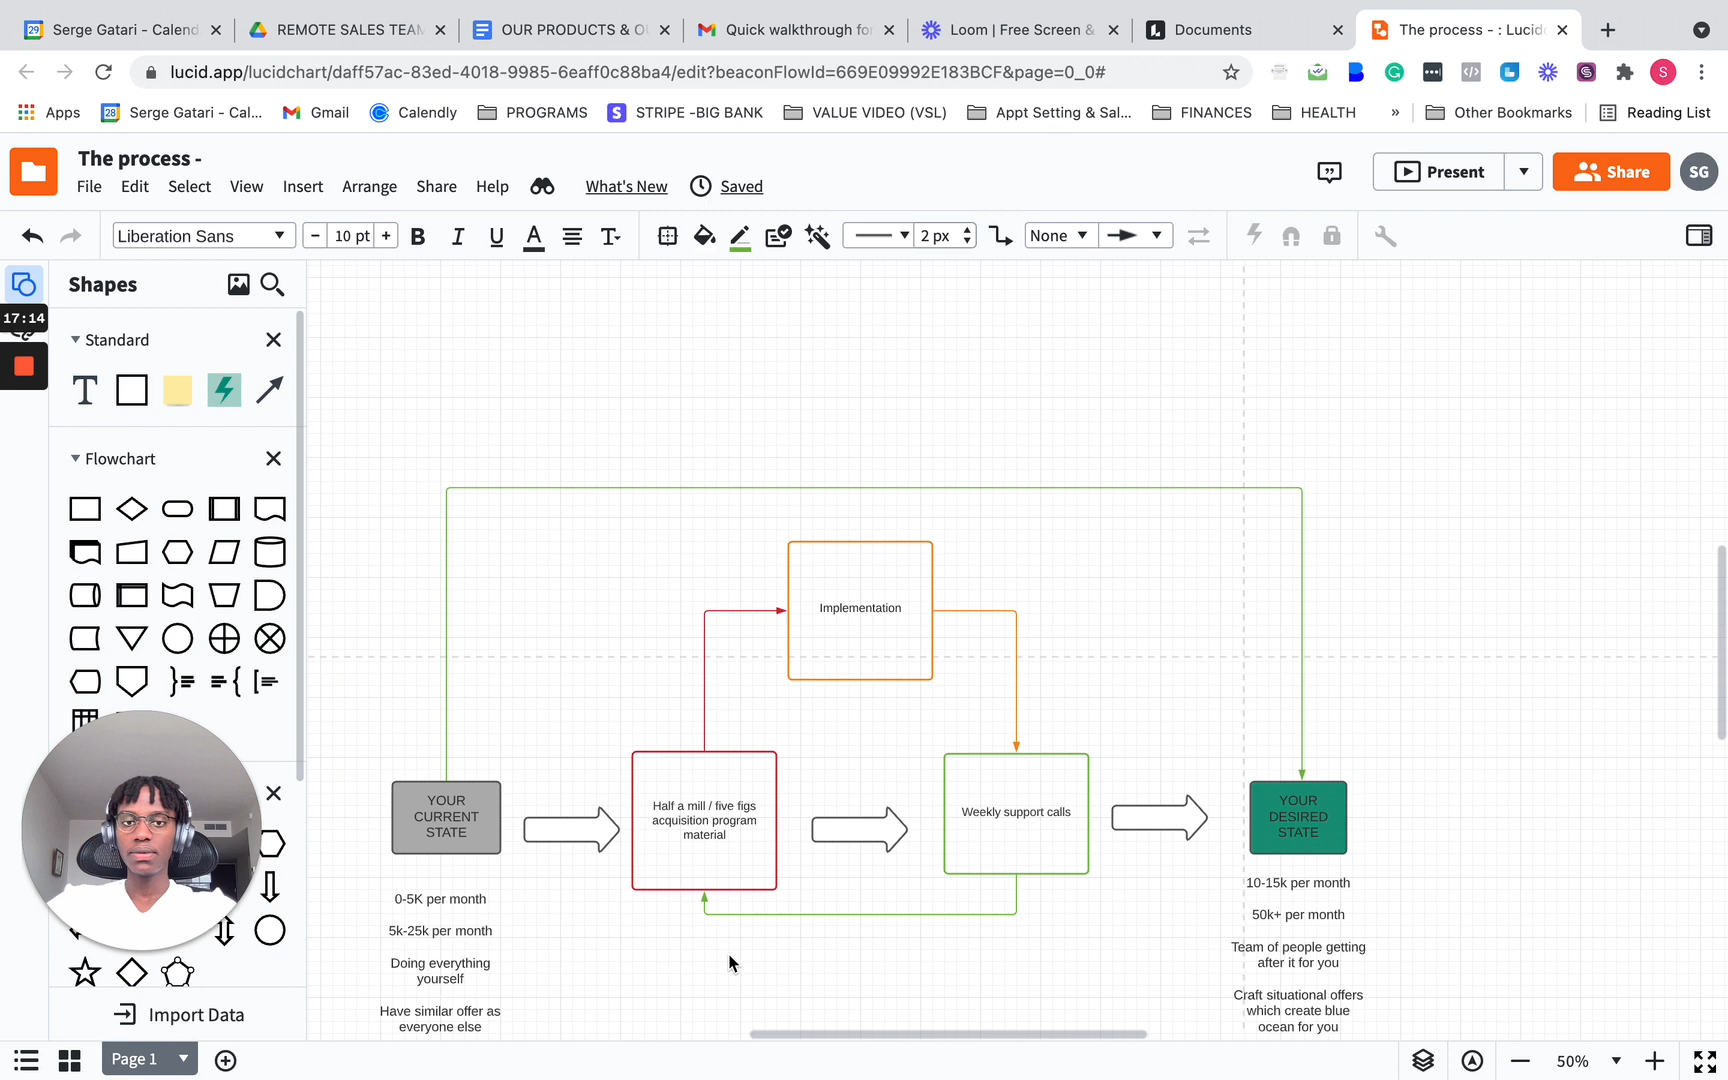 Serge Gatari - Calend
REMOTE SALES TEAM
OUR PRODUCTS & O
Quick walkthrough for
Loom | Free Screen &
Documents
The process - : Lucid
lucid.app/lucidchart/daff57ac-83ed-4018-9985-6eaff0c88ba4/edit?beaconFlowId=669E09992E183BCF&page=0_0#
S
Apps
Serge Gatari - Cal...
Gmail
Calendly
PROGRAMS
STRIPE -BIG BANK
VALUE VIDEO (VSL)
Appt Setting & Sal...
FINANCES
HEALTH
»
Other Bookmarks
Reading List
The process -
File
Edit
Select
View
Insert
Arrange
Share
Help
What's New
Saved
Present
Share
SG
Liberation Sans
10 pt
B
I
U
A
2 px
None
Shapes
17:14
Standard
T
Flowchart
Import Data
Implementation
YOUR
CURRENT
STATE
Half a mill / five figs
acquisition program
material
Weekly support calls
YOUR
DESIRED
STATE
0-5K per month
5k-25k per month
Doing everything
yourself
Have similar offer as
everyone else
10-15k per month
50k+ per month
Team of people getting
after it for you
Craft situational offers
which create blue
ocean for you
Page 1
50%